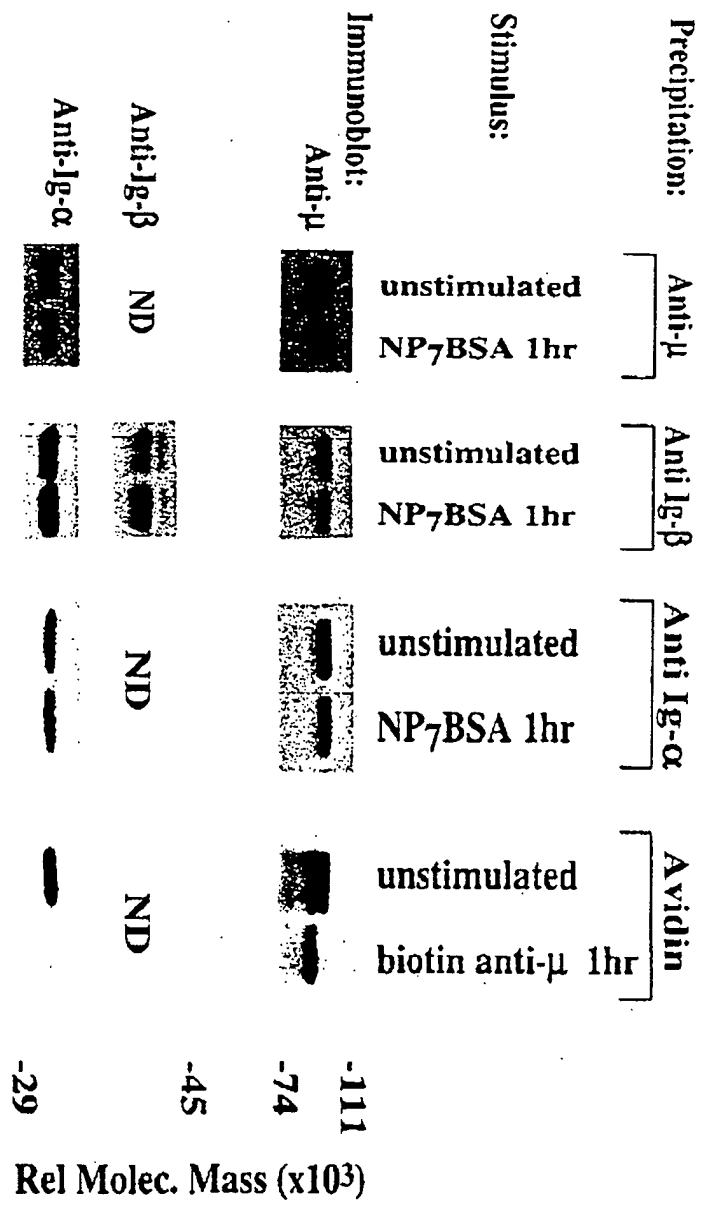 Precipitation:
Anti-μ
Anti Ig-β
Anti Ig-α
Avidin
Stimulus:
unstimulated
NP7BSA 1hr
unstimulated
NP7BSA 1hr
unstimulated
NP7BSA 1hr
unstimulated
biotin anti-μ 1hr
Immunoblot:
Anti-μ
-111
-74
Anti-Ig-β
ND
ND
ND
-45
Anti-Ig-α
-29
Rel Molec. Mass (x10³)